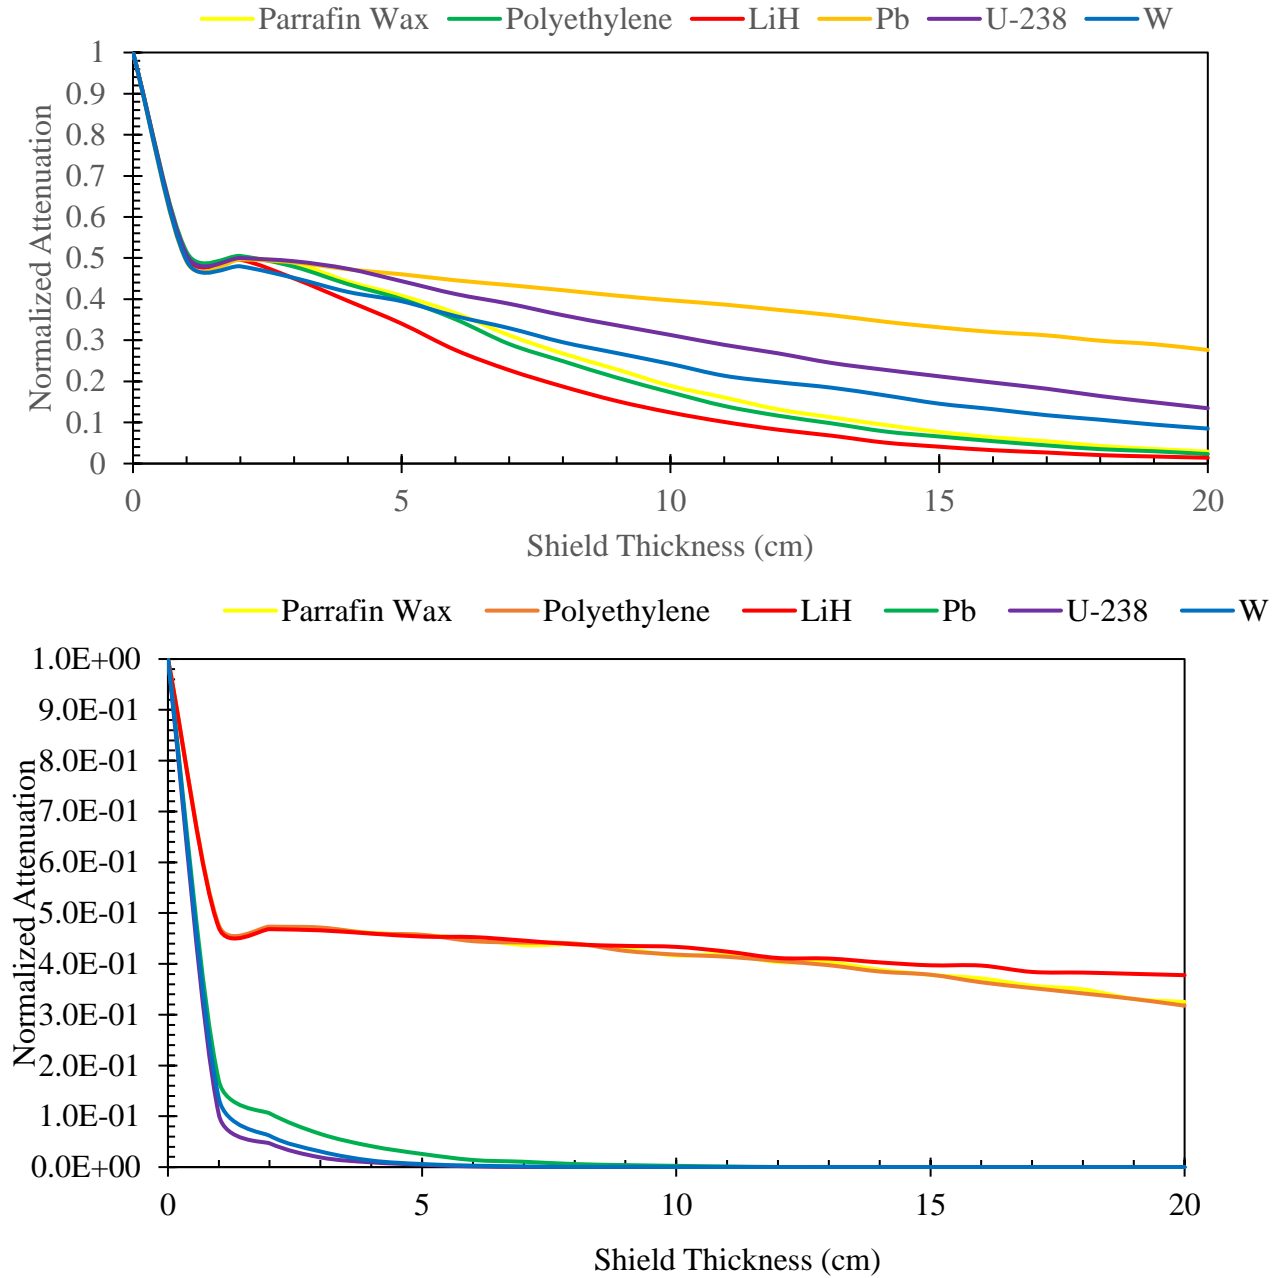 Parrafin Wax Polyethylene LiH Pb U-238 W
Normalized Attenuation
1
0.9
0.8
0.7
0.6
0.5
0.4
0.3
0.2
0.1
0
0 5 10 15 20
Shield Thickness (cm)
Parrafin Wax Polyethylene LiH Pb U-238 W
Normalized Attenuation
1.0E+00
9.0E-01
8.0E-01
7.0E-01
6.0E-01
5.0E-01
4.0E-01
3.0E-01
2.0E-01
1.0E-01
0.0E+00
0 5 10 15 20
Shield Thickness (cm)